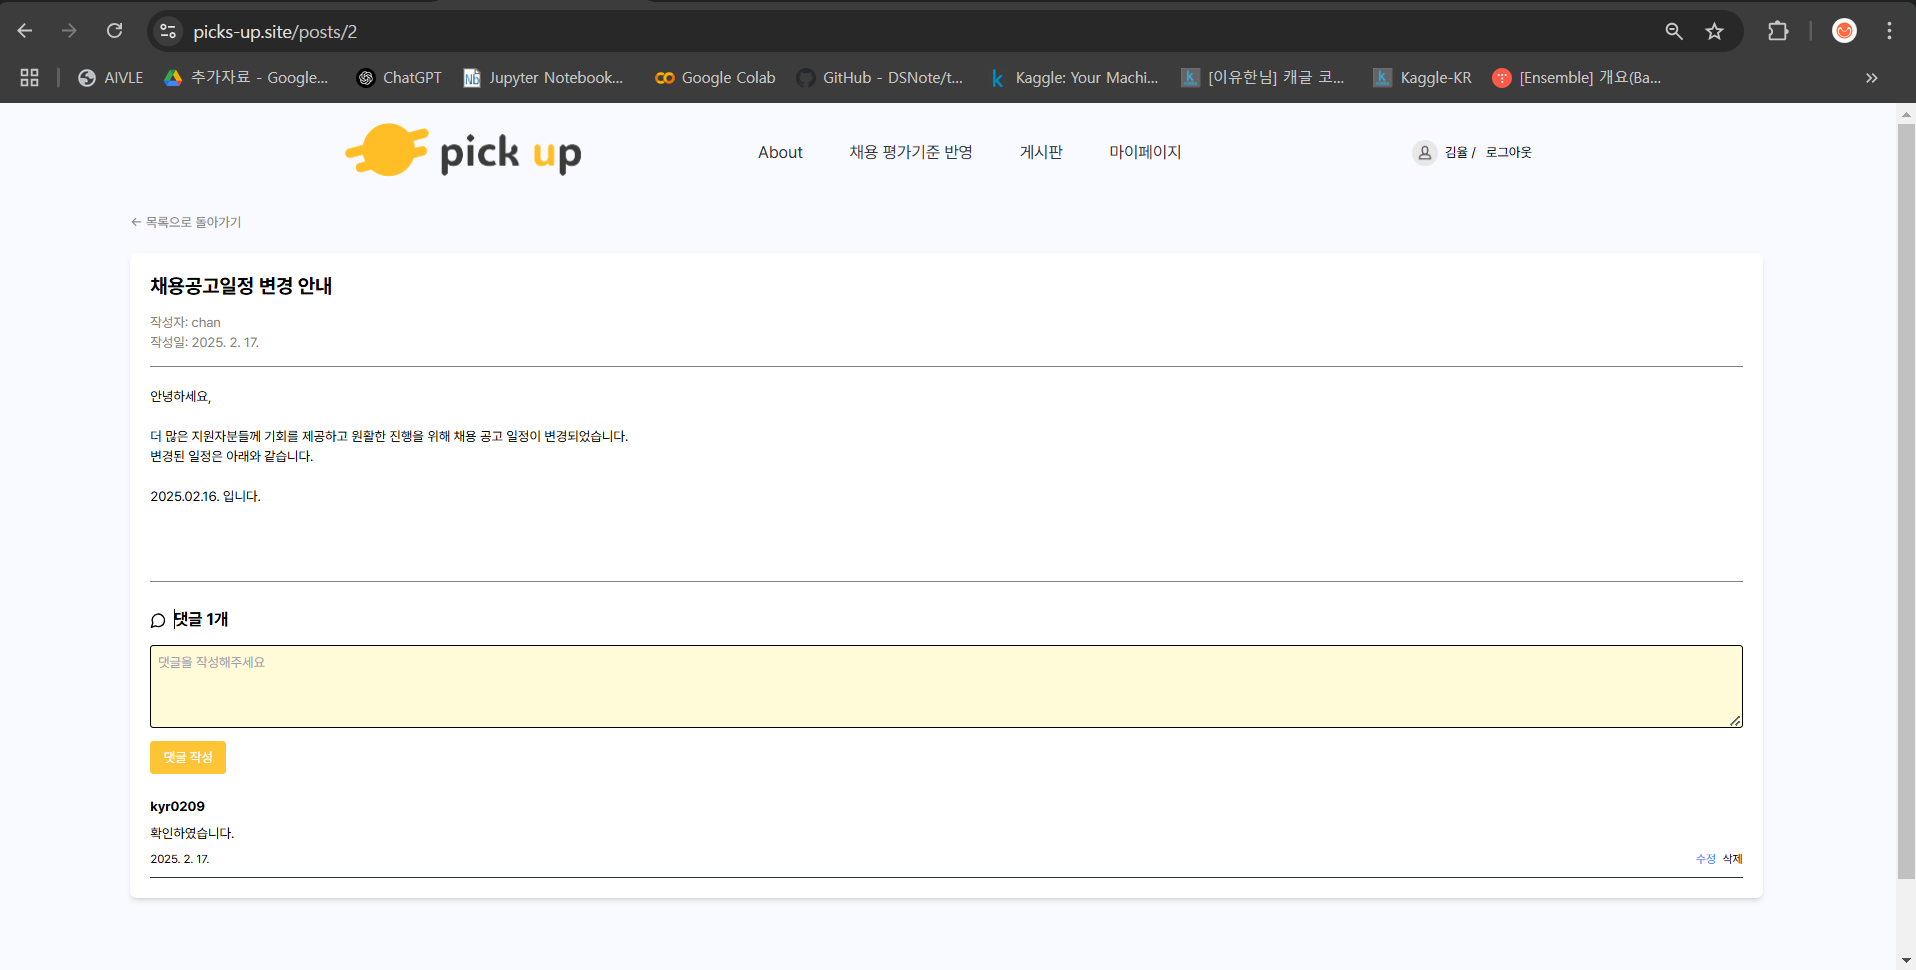 picks-up.site/posts/2
AIVLE
추가자료 - Google...
ChatGPT
Nb
Jupyter Notebook...
Google Colab
GitHub - DSNote/t...
Kaggle: Your Machi...
[이유한님] 캐글 코...
Kaggle-KR
[Ensemble] 개요(Ba...
pick up
About
채용 평가기준 반영
게시판
마이페이지
김율 / 로그아웃
← 목록으로 돌아가기
채용공고일정 변경 안내
작성자: chan
작성일: 2025. 2. 17.
안녕하세요,
더 많은 지원자분들께 기회를 제공하고 원활한 진행을 위해 채용 공고 일정이 변경되었습니다.
변경된 일정은 아래와 같습니다.
2025.02.16. 입니다.
댓글 1개
댓글을 작성해주세요
댓글 작성
kyr0209
확인하였습니다.
2025. 2. 17.
수정 삭제